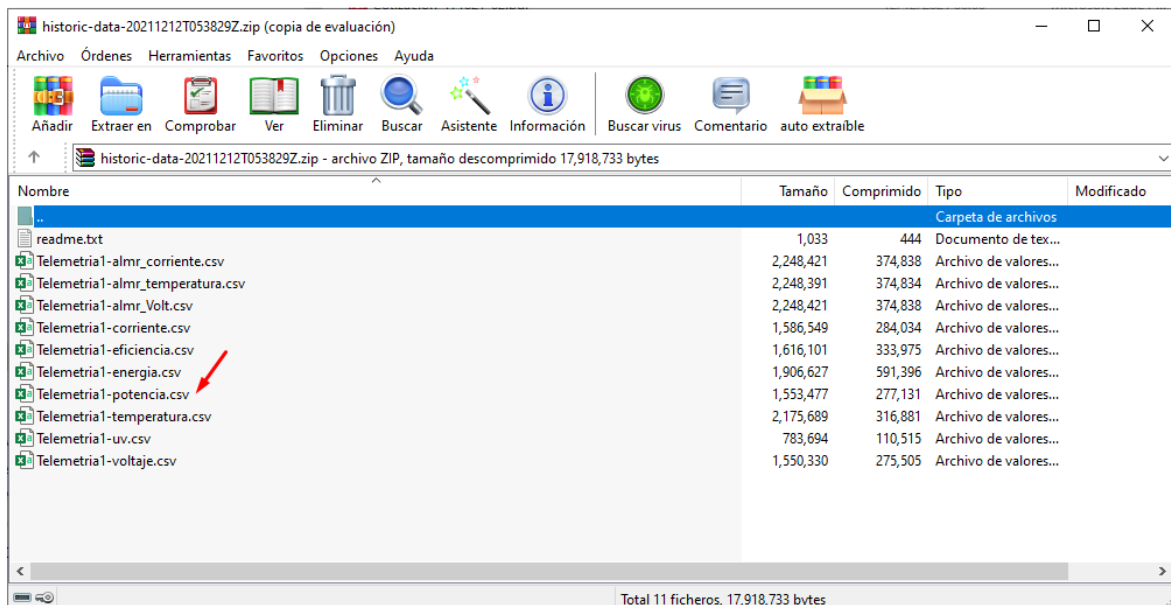 historic-data-20211212T053829Z.zip (copia de evaluación)
Archivo Órdenes Herramientas Favoritos Opciones Ayuda
Añadir Extraer en Comprobar Ver Eliminar Buscar Asistente Información Buscar virus Comentario auto extraíble
historic-data-20211212T053829Z.zip - archivo ZIP, tamaño descomprimido 17,918,733 bytes
Nombre Tamaño Comprimido Tipo Modificado
.. Carpeta de archivos
readme.txt 1,033 444 Documento de tex...
Telemetria1-almr_corriente.csv 2,248,421 374,838 Archivo de valores...
Telemetria1-almr_temperatura.csv 2,248,391 374,834 Archivo de valores...
Telemetria1-almr_Volt.csv 2,248,421 374,838 Archivo de valores...
Telemetria1-corriente.csv 1,586,549 284,034 Archivo de valores...
Telemetria1-eficiencia.csv 1,616,101 333,975 Archivo de valores...
Telemetria1-energia.csv 1,906,627 591,396 Archivo de valores...
Telemetria1-potencia.csv 1,553,477 277,131 Archivo de valores...
Telemetria1-temperatura.csv 2,175,689 316,881 Archivo de valores...
Telemetria1-uv.csv 783,694 110,515 Archivo de valores...
Telemetria1-voltaje.csv 1,550,330 275,505 Archivo de valores...
Total 11 ficheros, 17,918,733 bytes